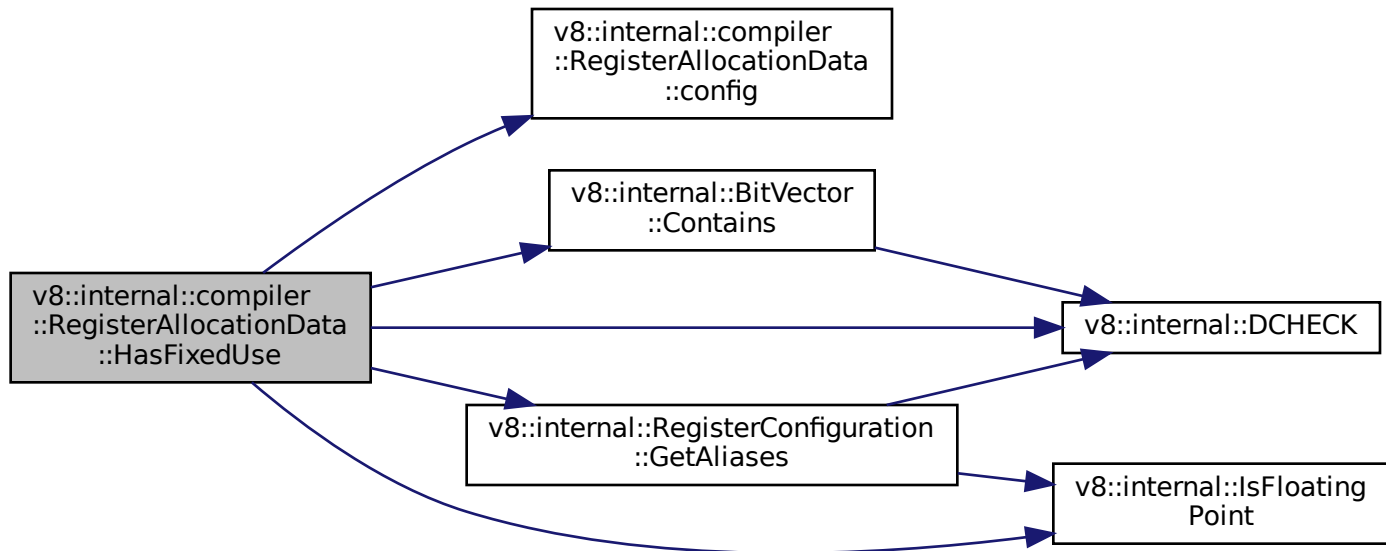 v8::internal::compiler
::RegisterAllocationData
::config
v8::internal::BitVector
::Contains
v8::internal::compiler
::RegisterAllocationData
::HasFixedUse
v8::internal::DCHECK
v8::internal::RegisterConfiguration
::GetAliases
v8::internal::IsFloating
Point